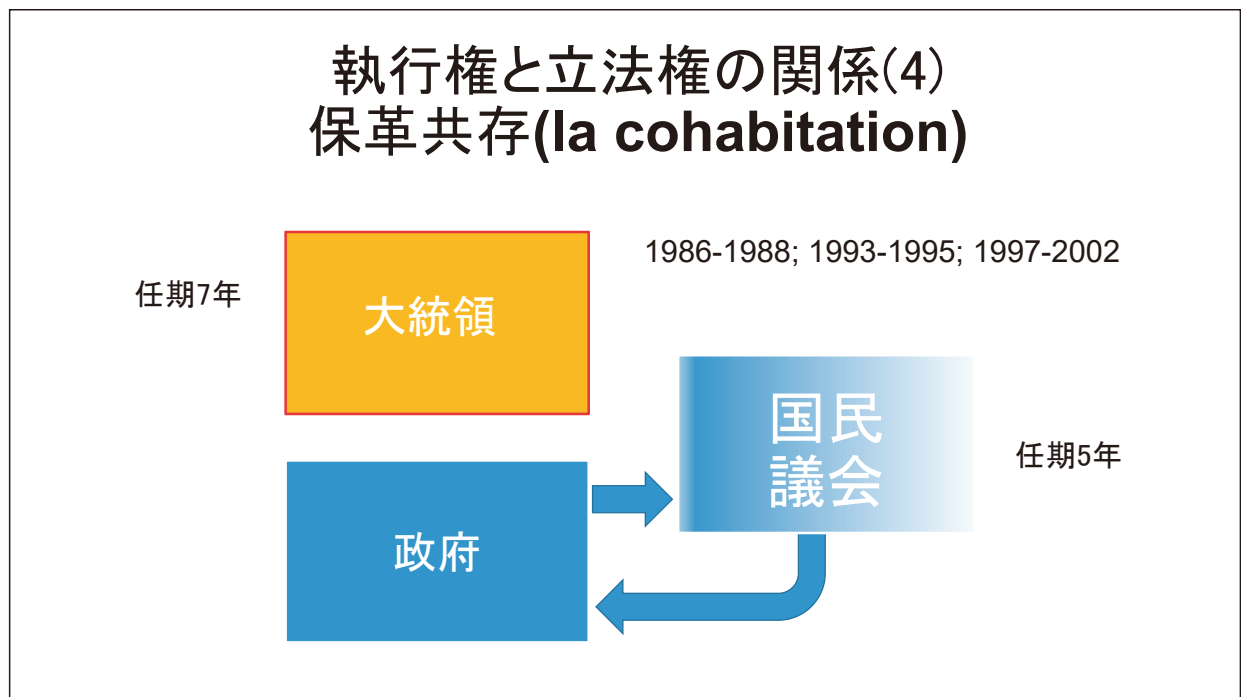 執行権と立法権の関係(4)
保革共存(la cohabitation)
1986-1988; 1993-1995; 1997-2002
任期7年
大統領
国民
議会
任期5年
政府